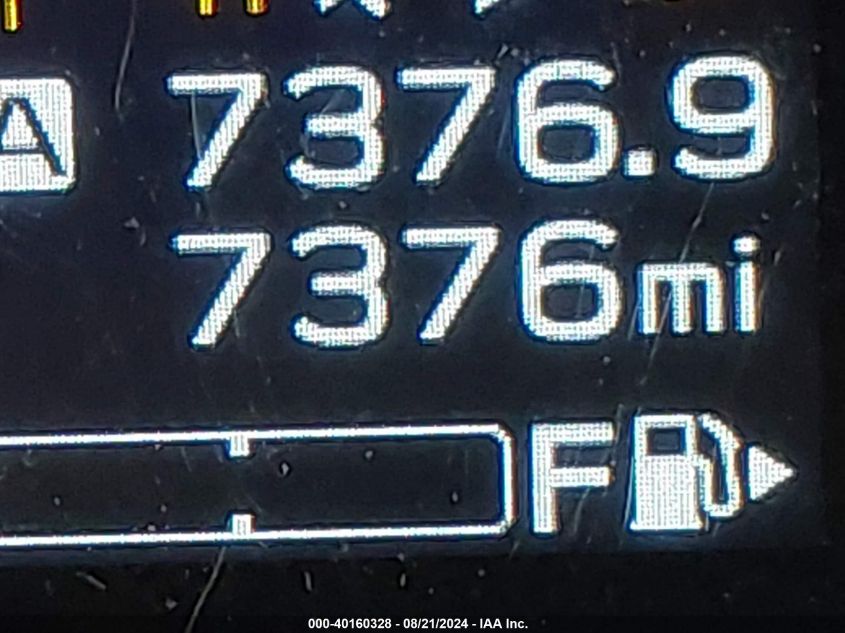 A 7376.9
7376mi
F
000-40160328 - 08/21/2024 - IAA Inc.